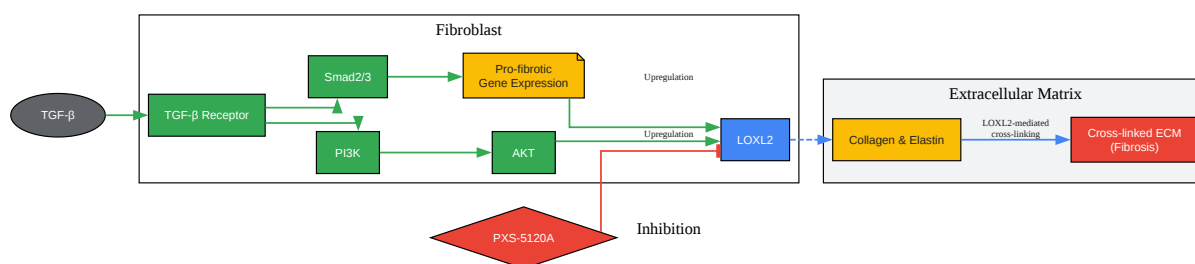 Fibroblast
TGF-β
TGF-β Receptor
Smad2/3
Pro-fibrotic
Gene Expression
Upregulation
PI3K
AKT
Upregulation
LOXL2
Extracellular Matrix
Collagen & Elastin
LOXL2-mediated
cross-linking
Cross-linked ECM
(Fibrosis)
PXS-5120A
Inhibition